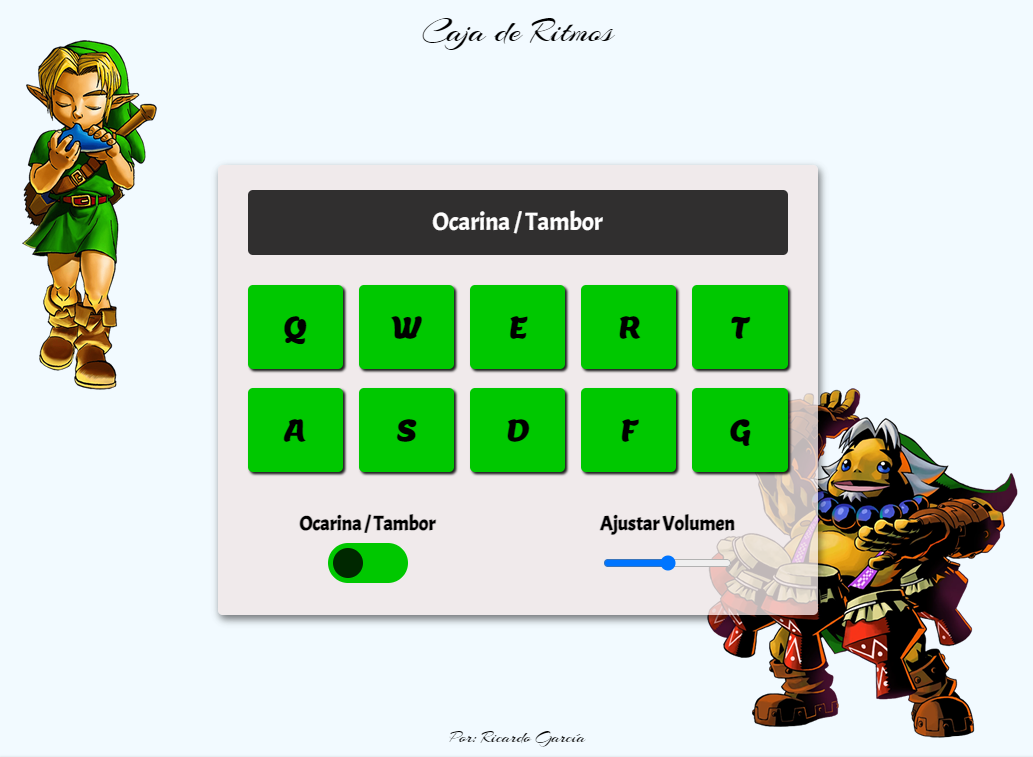 Caja de Ritmos
Ocarina / Tambor
Q W E R T
A S D F G
Ocarina / Tambor
Ajustar Volumen
Por: Ricardo García